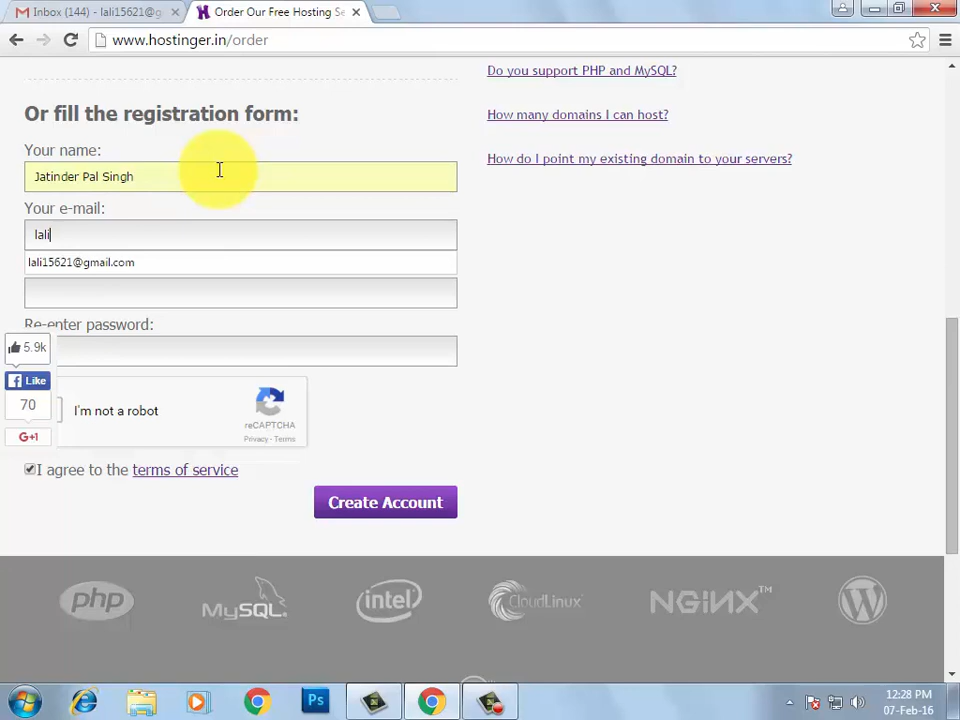 Inbox (144) - lali15621@g
Order Our Free Hosting Se
www.hostinger.in/order
Do you support PHP and MySQL?
Or fill the registration form:
How many domains I can host?
Your name:
How do I point my existing domain to your servers?
Jatinder Pal Singh
Your e-mail:
lali
lali15621@gmail.com
Re-enter password:
5.9k
Like
70
G+1
I'm not a robot
reCAPTCHA
Privacy - Terms
I agree to the terms of service
Create Account
php
MySQL
intel
CloudLinux
NGINX™
W
Ps
12:28 PM
07-Feb-16